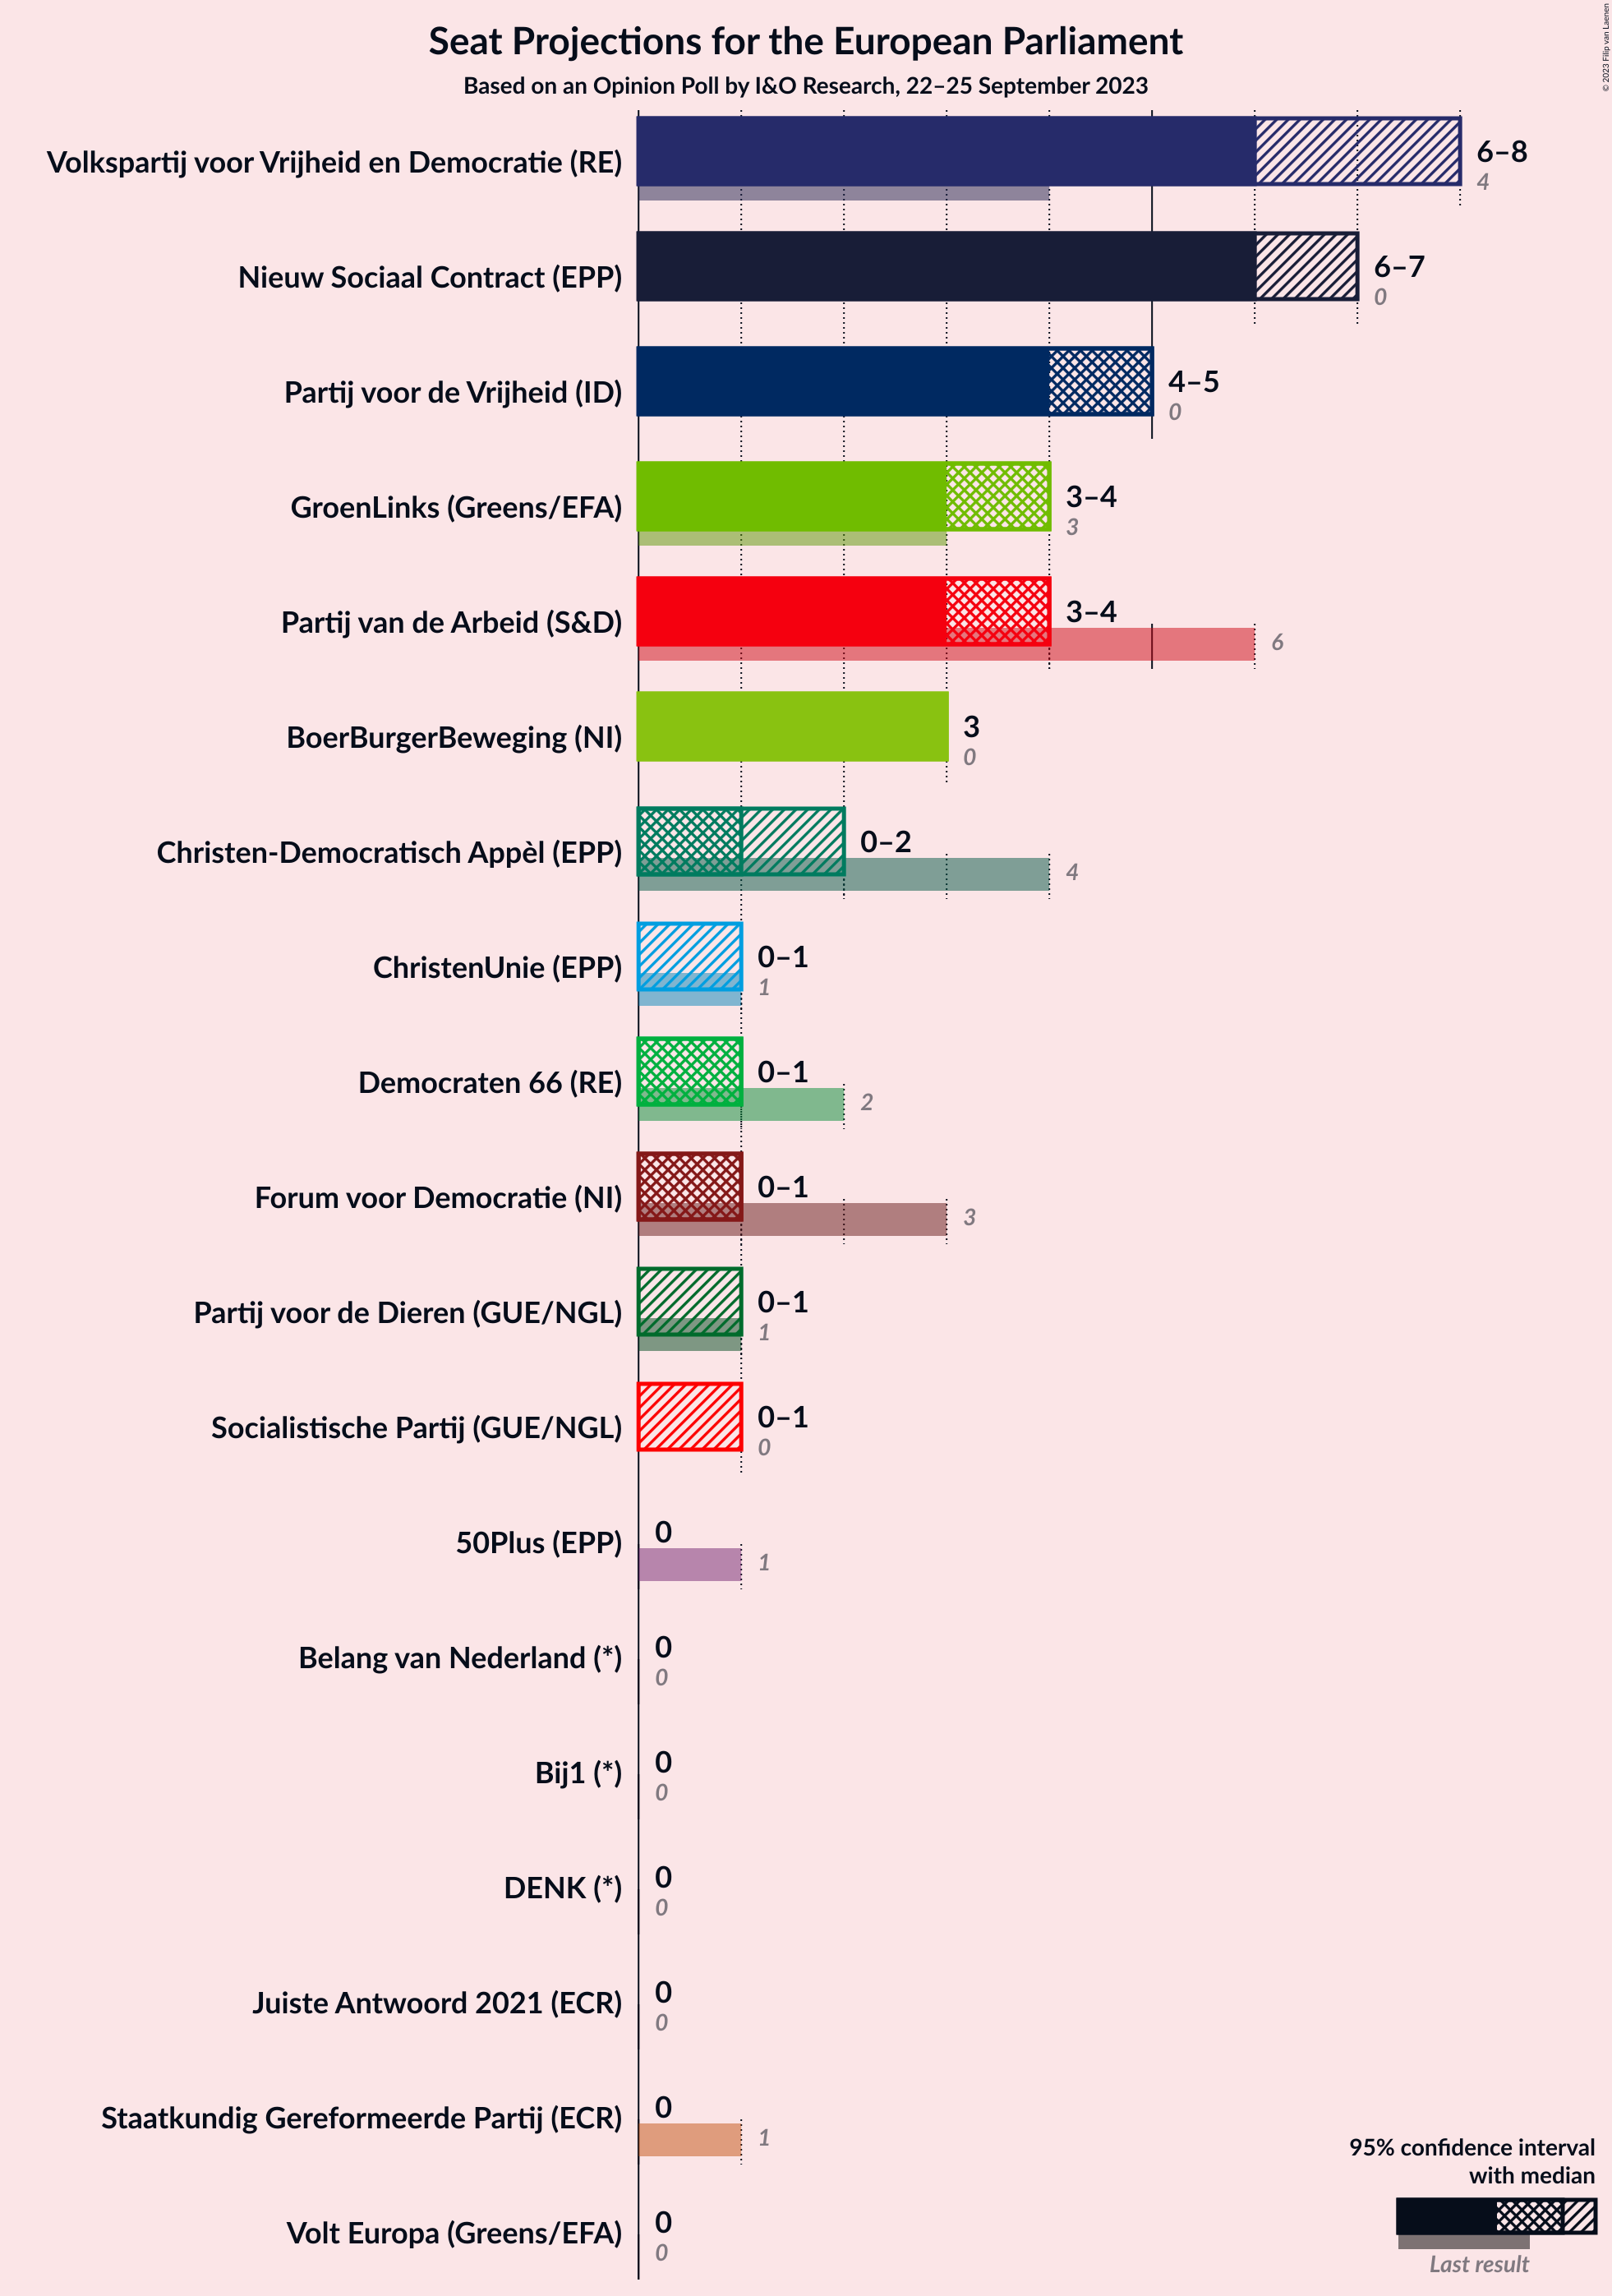 Seat Projections for the European Parliament
Based on an Opinion Poll by I&O Research, 22–25 September 2023
© 2023 Filip van Laenen
Volkspartij voor Vrijheid en Democratie (RE)
6–8
4
Nieuw Sociaal Contract (EPP)
6–7
0
Partij voor de Vrijheid (ID)
4–5
0
GroenLinks (Greens/EFA)
3–4
3
Partij van de Arbeid (S&D)
3–4
6
BoerBurgerBeweging (NI)
3
0
Christen-Democratisch Appèl (EPP)
0–2
4
ChristenUnie (EPP)
0–1
1
Democraten 66 (RE)
0–1
2
Forum voor Democratie (NI)
0–1
3
Partij voor de Dieren (GUE/NGL)
0–1
1
Socialistische Partij (GUE/NGL)
0–1
0
50Plus (EPP)
0
1
Belang van Nederland (*)
0
0
Bij1 (*)
0
0
DENK (*)
0
0
Juiste Antwoord 2021 (ECR)
0
0
Staatkundig Gereformeerde Partij (ECR)
0
1
Volt Europa (Greens/EFA)
0
0
95% confidence interval
with median
Last result